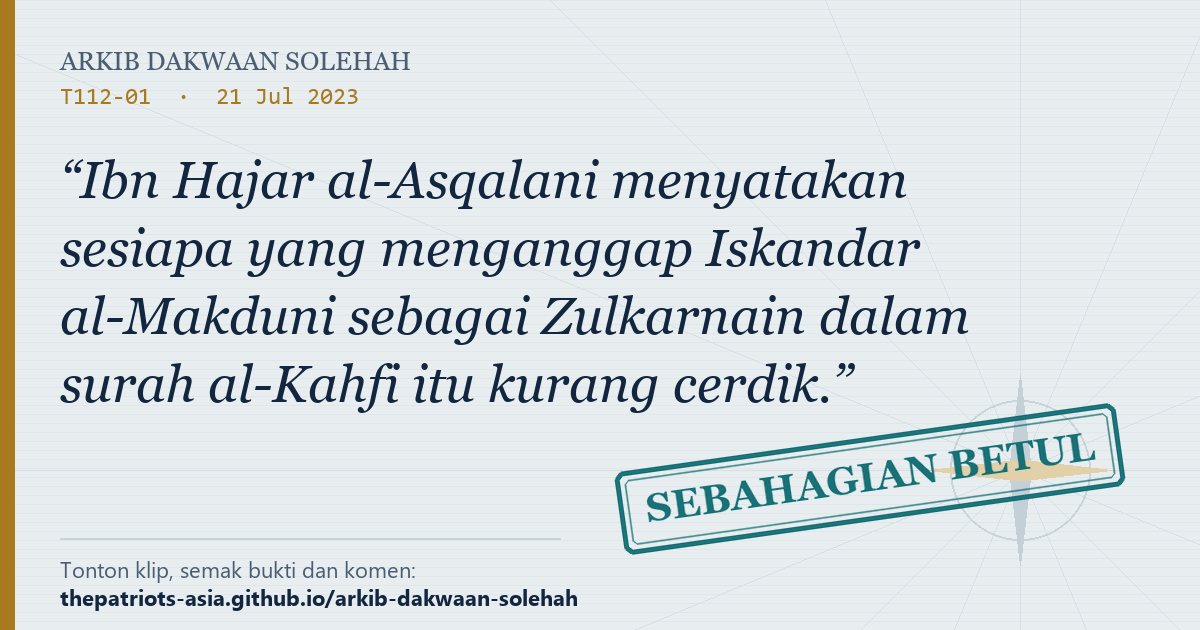 ARKIB DAKWAAN SOLEHAH
T112-01 · 21 Jul 2023
“Ibn Hajar al-Asqalani menyatakan
sesiapa yang menganggap Iskandar
al-Makduni sebagai Zulkarnain dalam
surah al-Kahfi itu kurang cerdik.”
SEBAHAGIAN BETUL
Tonton klip, semak bukti dan komen:
thepatriots-asia.github.io/arkib-dakwaan-solehah